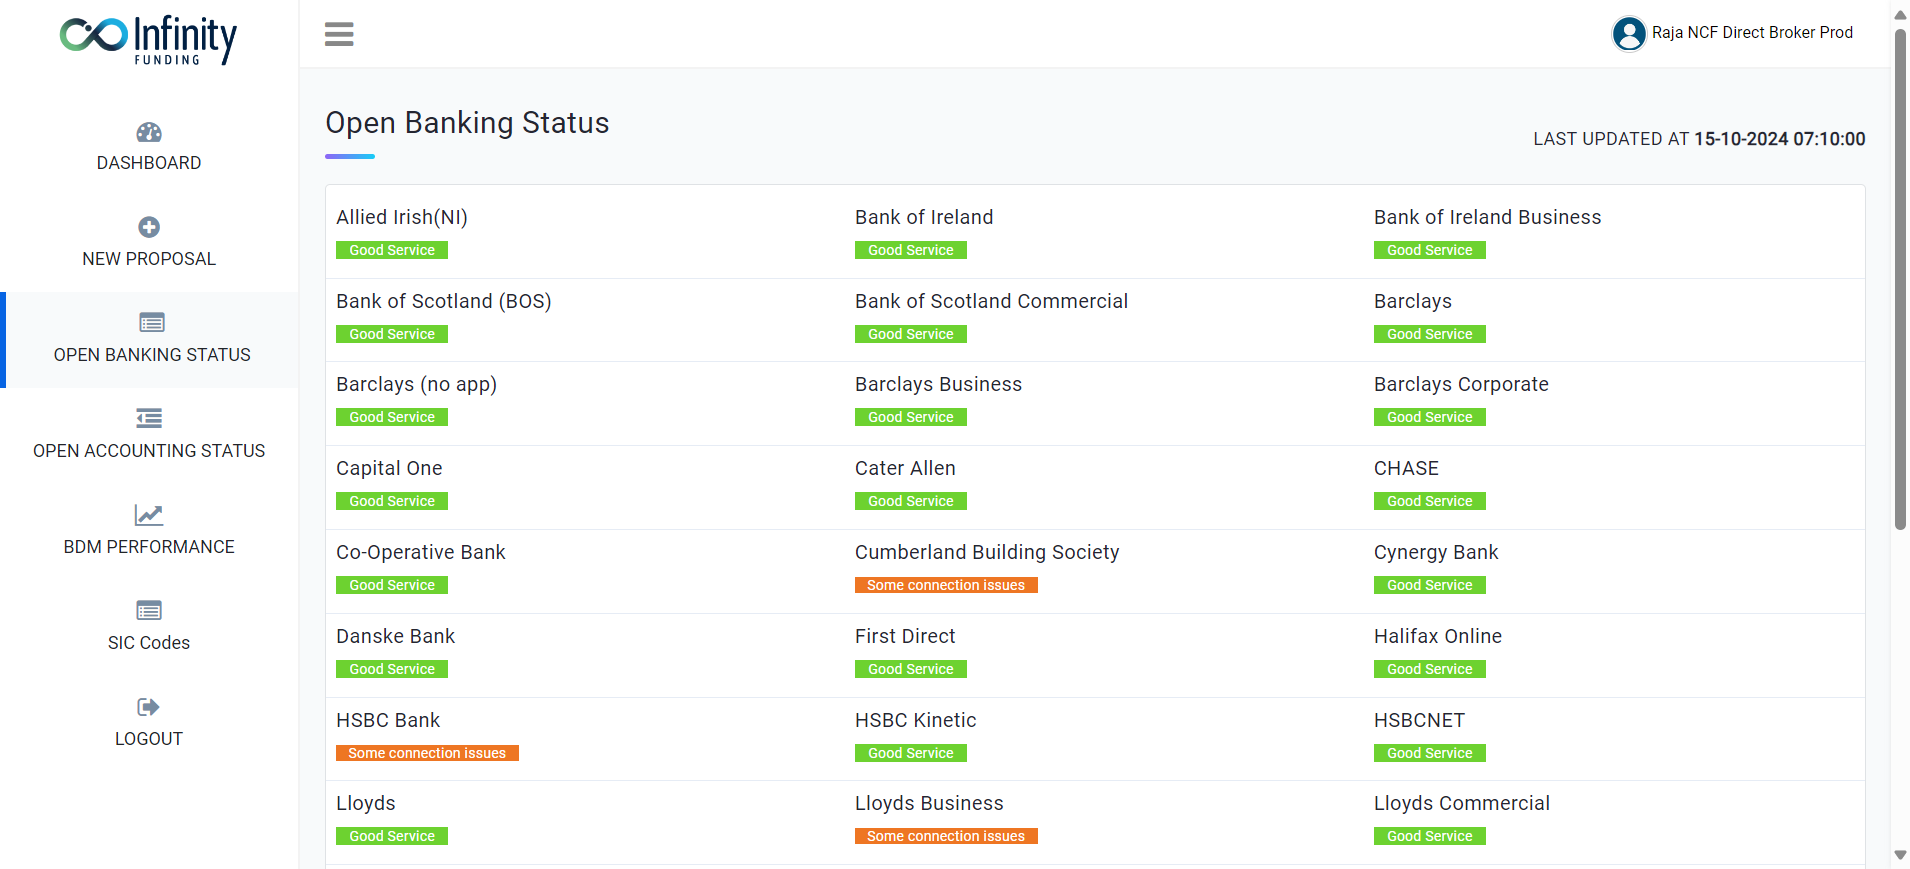 Infinity
FUNDING
Raja NCF Direct Broker Prod
DASHBOARD
NEW PROPOSAL
OPEN BANKING STATUS
OPEN ACCOUNTING STATUS
BDM PERFORMANCE
SIC Codes
LOGOUT
Open Banking Status
LAST UPDATED AT 15-10-2024 07:10:00
Allied Irish(NI)
Good Service
Bank of Ireland
Good Service
Bank of Ireland Business
Good Service
Bank of Scotland (BOS)
Good Service
Bank of Scotland Commercial
Good Service
Barclays
Good Service
Barclays (no app)
Good Service
Barclays Business
Good Service
Barclays Corporate
Good Service
Capital One
Good Service
Cater Allen
Good Service
CHASE
Good Service
Co-Operative Bank
Good Service
Cumberland Building Society
Some connection issues
Cynergy Bank
Good Service
Danske Bank
Good Service
First Direct
Good Service
Halifax Online
Good Service
HSBC Bank
Some connection issues
HSBC Kinetic
Good Service
HSBCNET
Good Service
Lloyds
Good Service
Lloyds Business
Some connection issues
Lloyds Commercial
Good Service